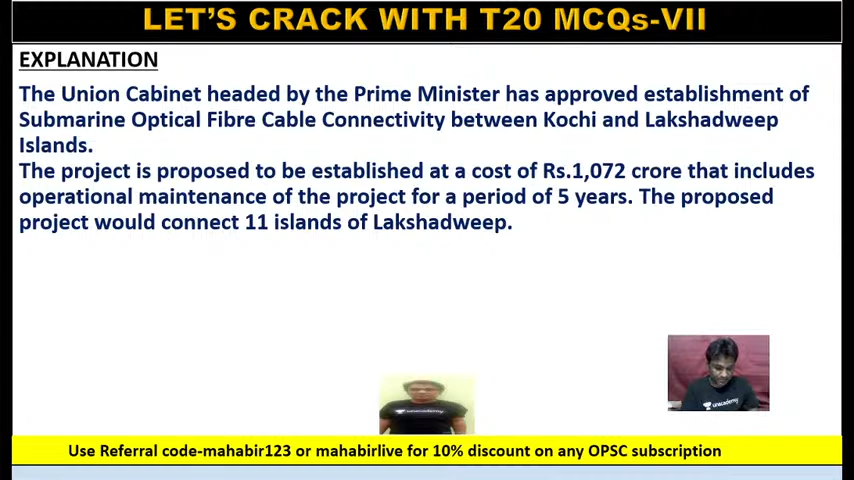 LET'S CRACK WITH T20 MCQs-VII
EXPLANATION
The Union Cabinet headed by the Prime Minister has approved establishment of
Submarine Optical Fibre Cable Connectivity between Kochi and Lakshadweep
Islands.
The project is proposed to be established at a cost of Rs.1,072 crore that includes
operational maintenance of the project for a period of 5 years. The proposed
project would connect 11 islands of Lakshadweep.
unacademy
unacademy
Use Referral code-mahabir123 or mahabirlive for 10% discount on any OPSC subscription